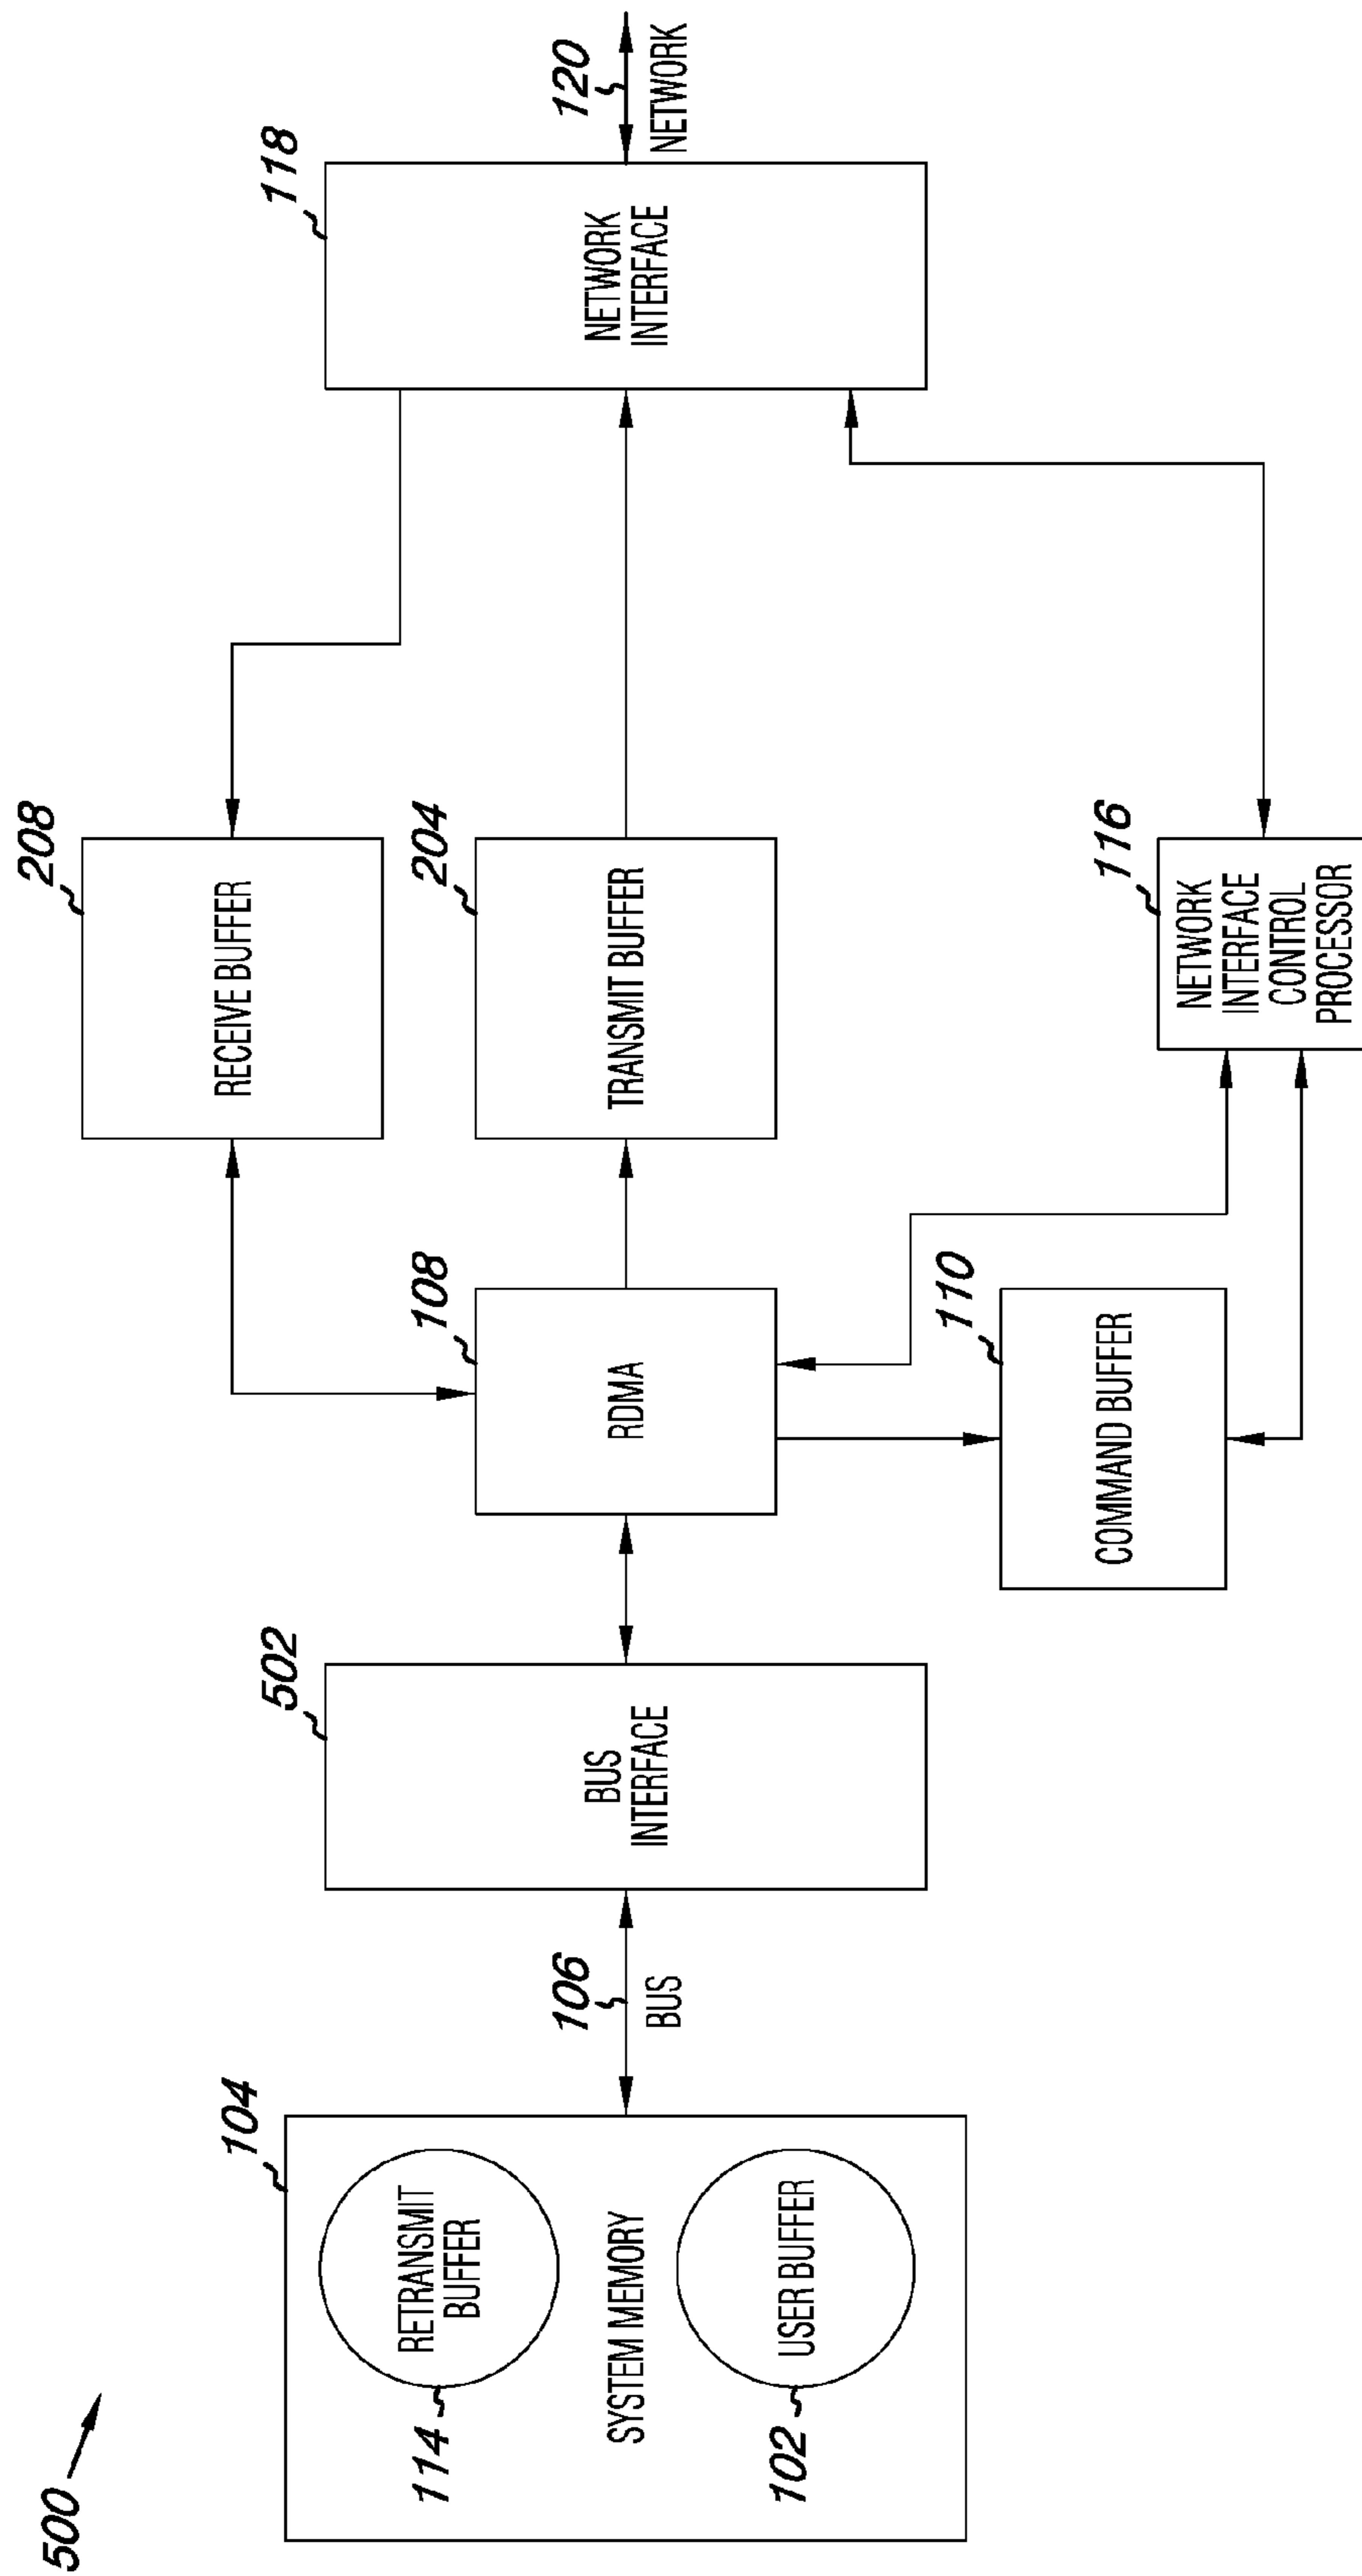 500
104
114
RETRANSMIT
BUFFER
SYSTEM MEMORY
102
USER BUFFER
106
BUS
502
BUS
INTERFACE
108
RDMA
110
COMMAND BUFFER
208
RECEIVE BUFFER
204
TRANSMIT BUFFER
116
NETWORK
INTERFACE
CONTROL
PROCESSOR
118
NETWORK
INTERFACE
120
NETWORK